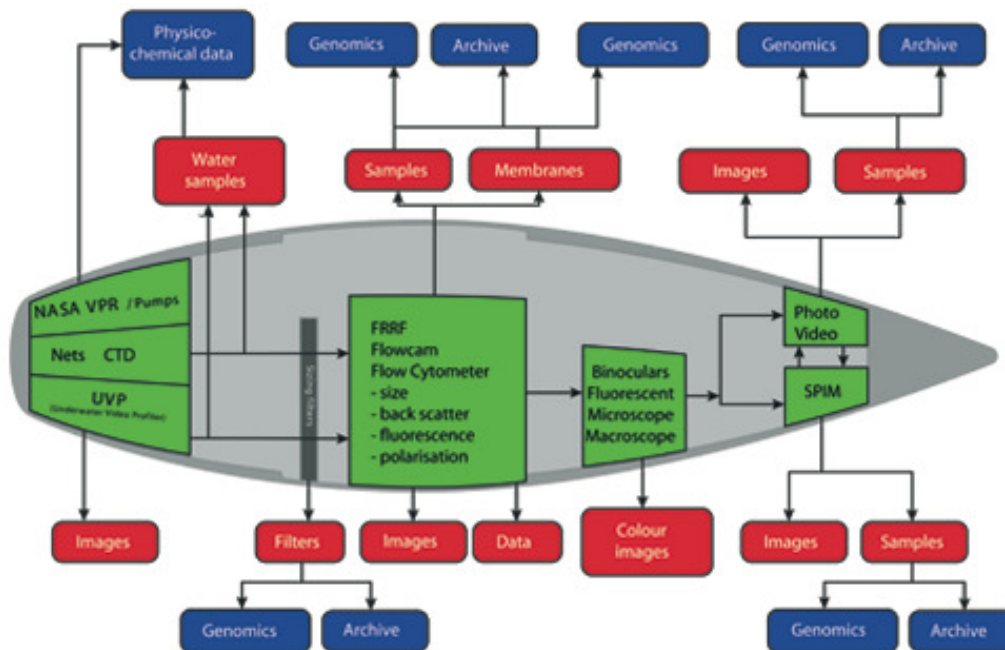 Physico-
chemical data
Genomics
Archive
Genomics
Genomics
Archive
Water
samples
Samples
Membranes
Images
Samples
NASA VPR / Pumps
Nets CTD
UVP
(Underwater Video Profiler)
Sizing filters
FRRF
Flowcam
Flow Cytometer
- size
- back scatter
- fluorescence
- polarisation
Binoculars
Fluorescent
Microscope
Macroscope
Photo
Video
SPIM
Images
Filters
Images
Data
Colour
images
Images
Samples
Genomics
Archive
Genomics
Archive